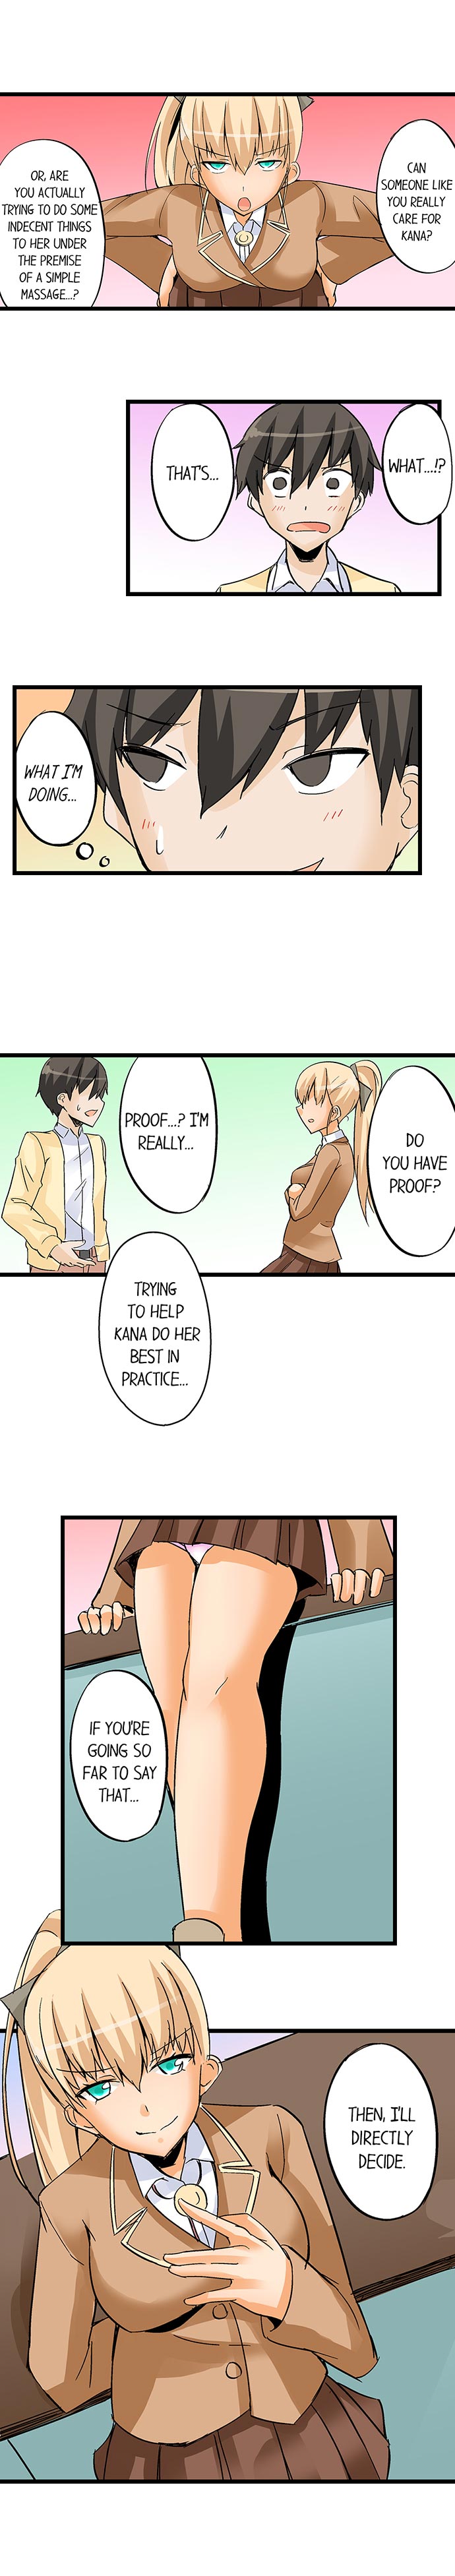 CAN
SOMEONE LIKE
YOU REALLY
CARE FOR
KANA?
OR, ARE
YOU ACTUALLY
TRYING TO DO SOME
INDECENT THINGS
TO HER UNDER
THE PREMISE
OF A SIMPLE
MASSAGE...?
WHAT...!?
THAT'S...
WHAT I'M
DOING...
DO
YOU HAVE
PROOF?
PROOF...? I'M
REALLY...
TRYING
TO HELP
KANA DO HER
BEST IN
PRACTICE...
IF YOU'RE
GOING SO
FAR TO SAY
THAT...
THEN, I'LL
DIRECTLY
DECIDE.